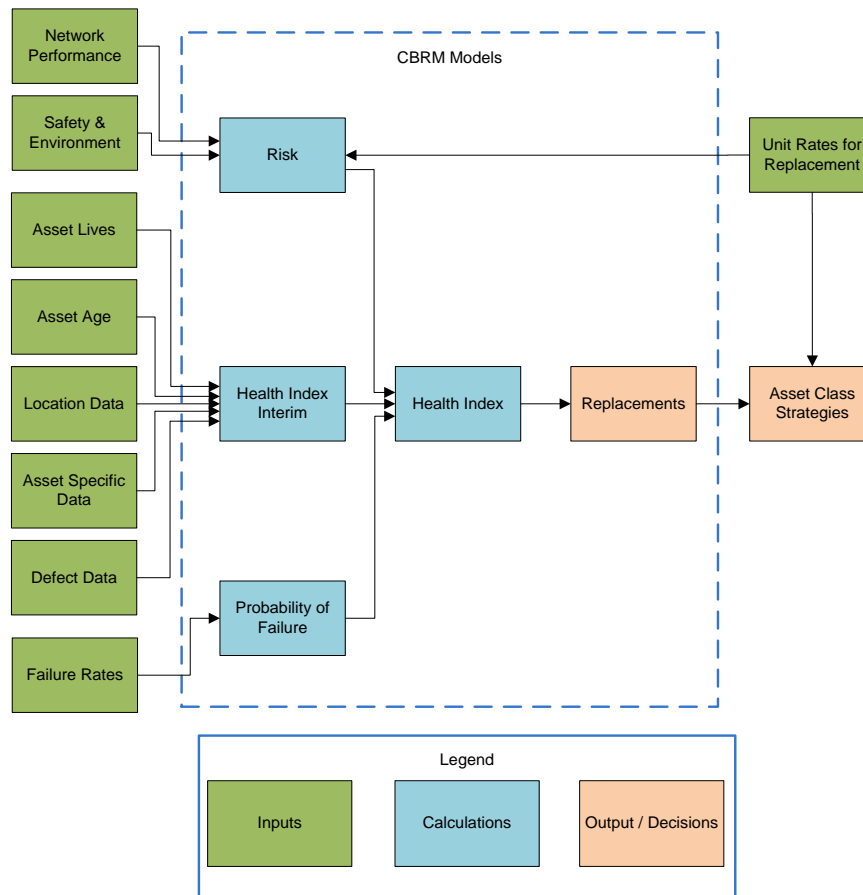 Network
Performance
CBRM Models
Safety &
Environment
Risk
Unit Rates for
Replacement
Asset Lives
Asset Age
Location Data
Health Index
Interim
Health Index
Replacements
Asset Class
Strategies
Asset Specific
Data
Defect Data
Probability of
Failure
Failure Rates
Legend
Inputs
Calculations
Output / Decisions